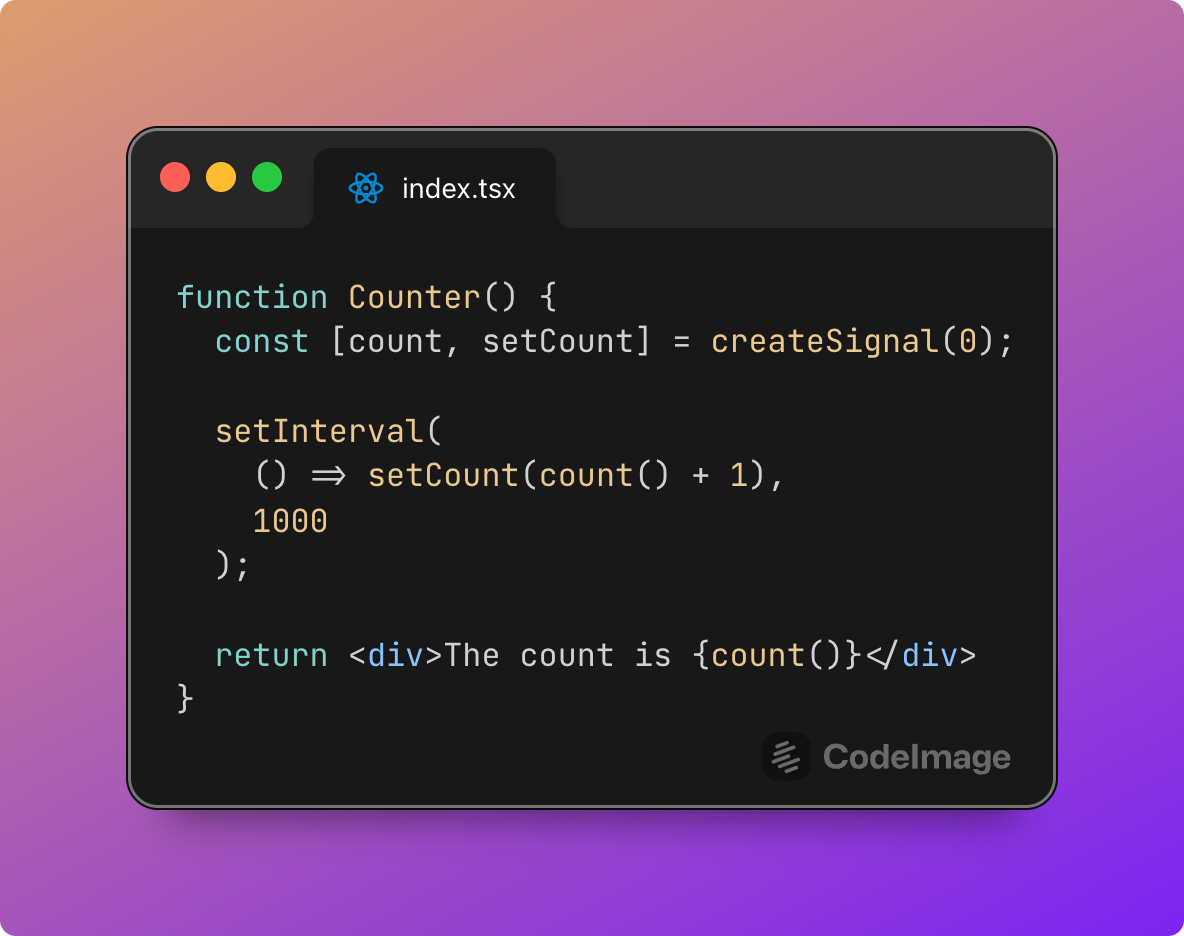 index.tsx
function Counter() {
  const [count, setCount] = createSignal(0);

  setInterval(
    () => setCount(count() + 1),
    1000
  );

  return <div>The count is {count()}</div>
}
CodeImage